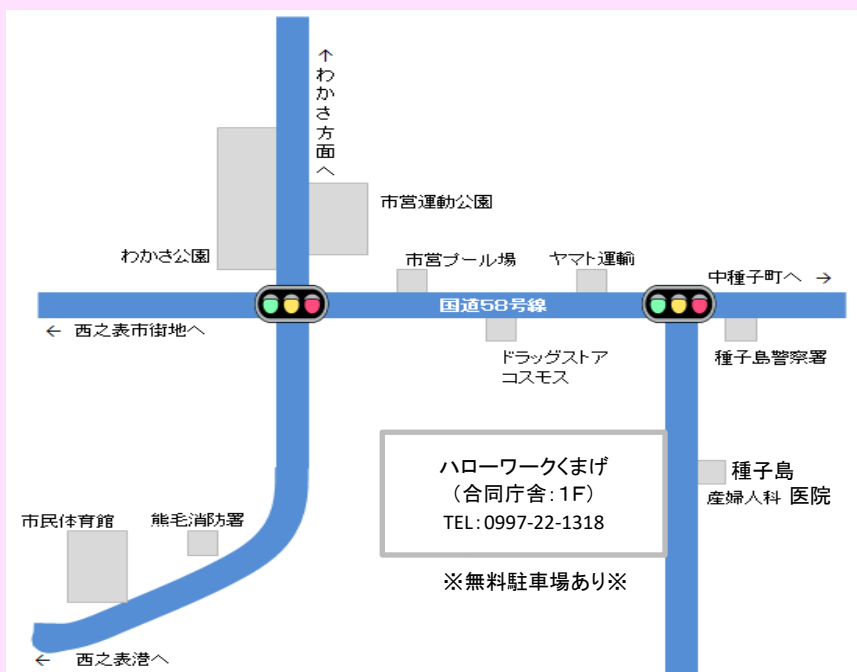 ↑わかさ方面へ
市営運動公園
わかさ公園
市営プール場
ヤマト運輸
中種子町へ →
国道58号線
← 西之表市街地へ
ドラッグストア
コスモス
種子島警察署
ハローワークくまげ
（合同庁舎：１F）
TEL：0997-22-1318
種子島
産婦人科 医院
市民体育館
熊毛消防署
※無料駐車場あり※
← 西之表港へ